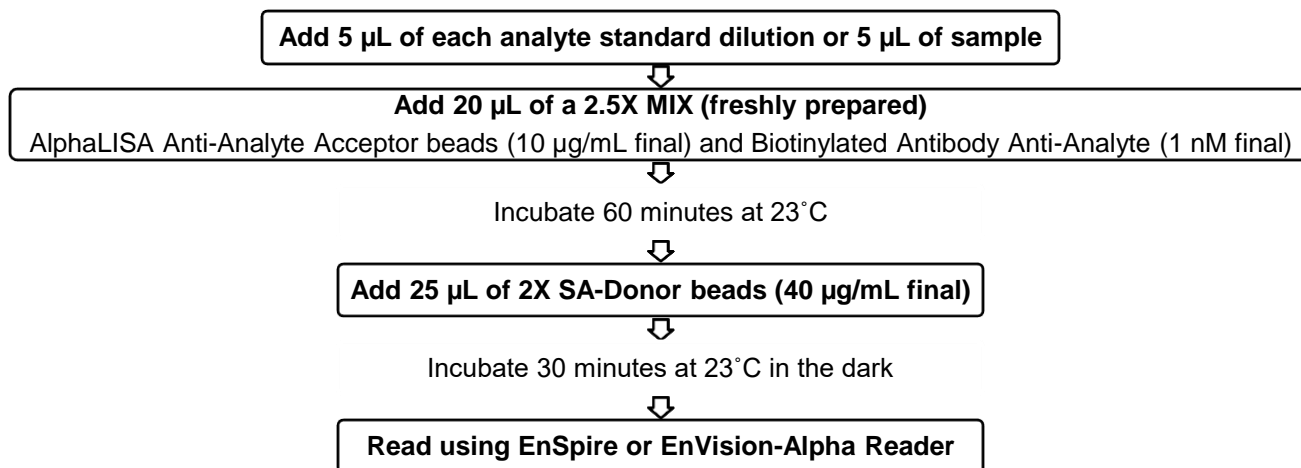 Add 5 µL of each analyte standard dilution or 5 µL of sample
Add 20 µL of a 2.5X MIX (freshly prepared)
AlphaLISA Anti-Analyte Acceptor beads (10 µg/mL final) and Biotinylated Antibody Anti-Analyte (1 nM final)
Incubate 60 minutes at 23˚C
Add 25 µL of 2X SA-Donor beads (40 µg/mL final)
Incubate 30 minutes at 23˚C in the dark
Read using EnSpire or EnVision-Alpha Reader